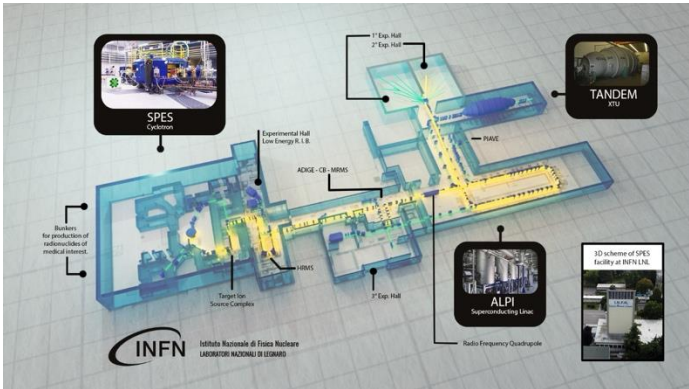 1° Exp. Hall
2° Exp. Hall
SPES
Cyclotron
TANDEM
XTU
Experimental Hall
Low Energy R. I. B.
PIAVE
ADIGE - CB - MRMS
Bunkers
for production of
radionuclides of
medical interest.
HRMS
Target Ion
Source Complex
3° Exp. Hall
ALPI
Superconducting Linac
3D scheme of SPES
facility at INFN LNL
Radio Frequency Quadrupole
INFN
Istituto Nazionale di Fisica Nucleare
LABORATORI NAZIONALI DI LEGNARO